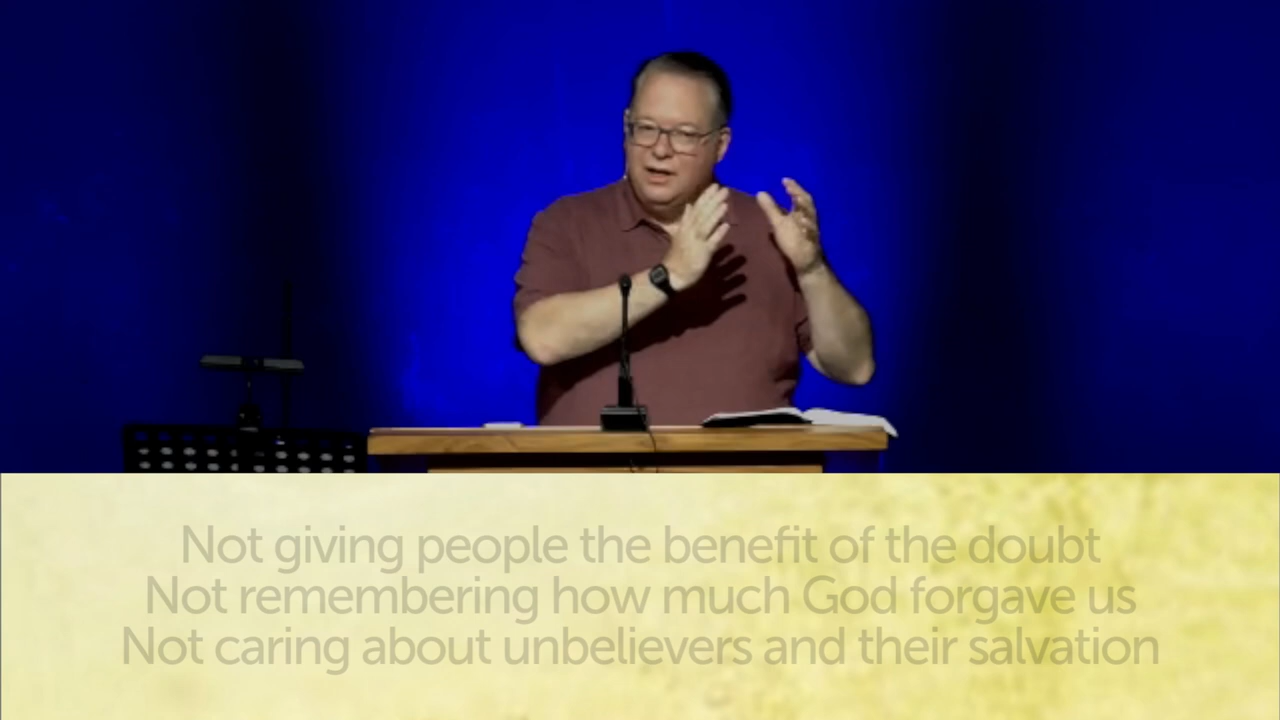 Not giving people the benefit of the doubt
Not remembering how much God forgave us
Not caring about unbelievers and their salvation